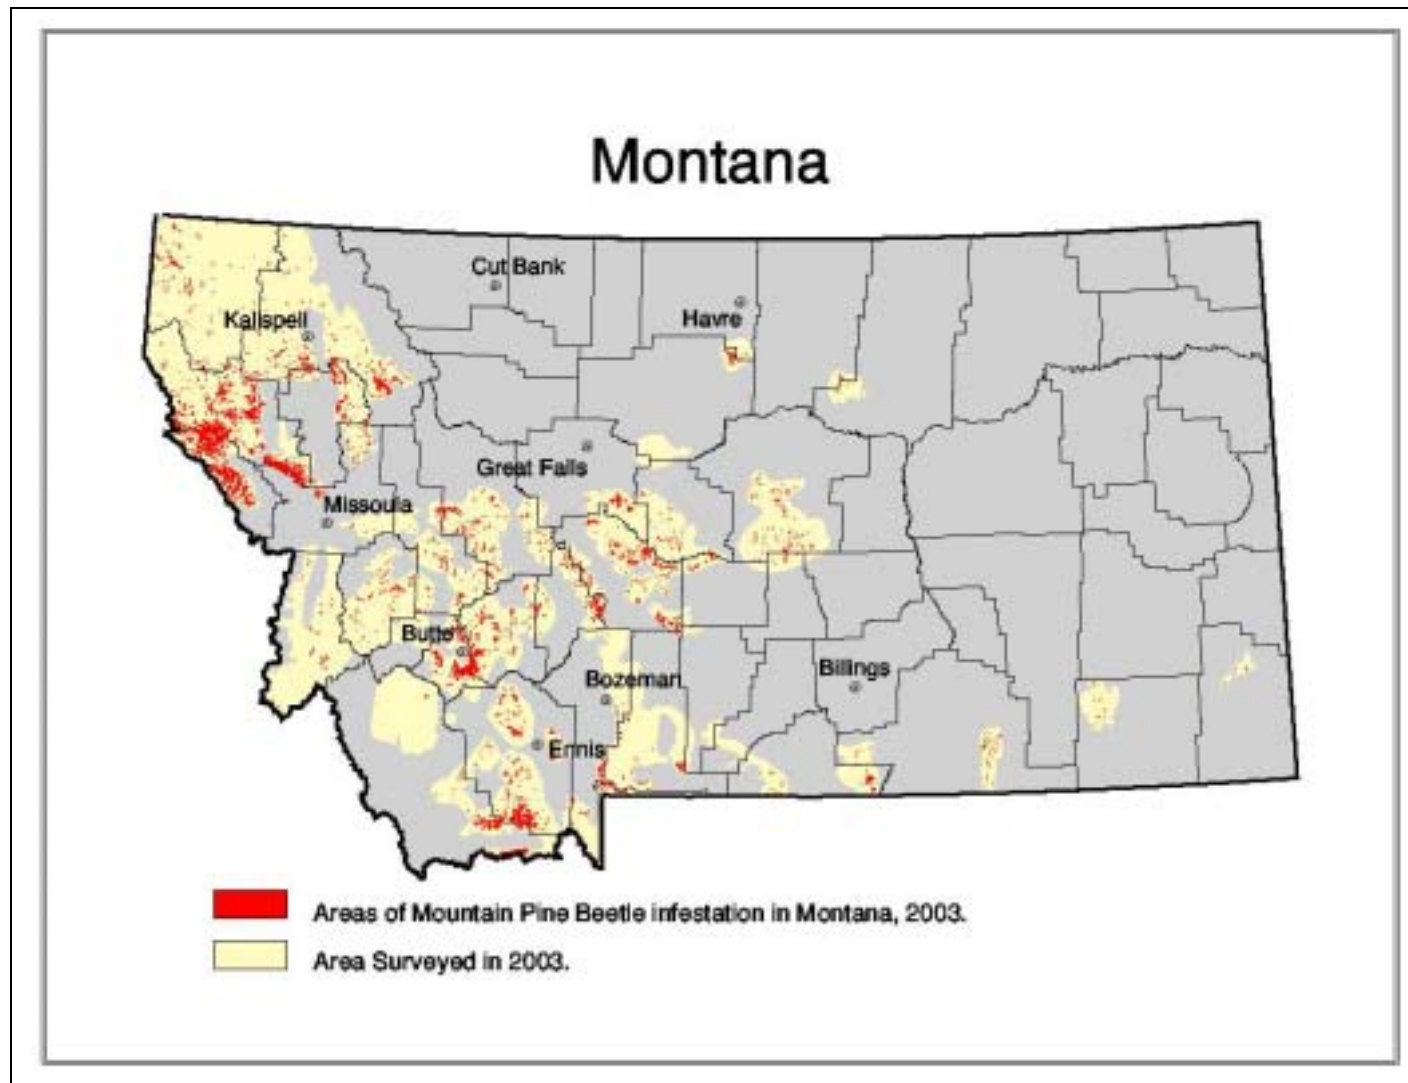 Montana
Cut Bank
Kalispell
Havre
Great Falls
Missoula
Butte
Billings
Bozeman
Ennis
Areas of Mountain Pine Beetle infestation in Montana, 2003.
Area Surveyed in 2003.